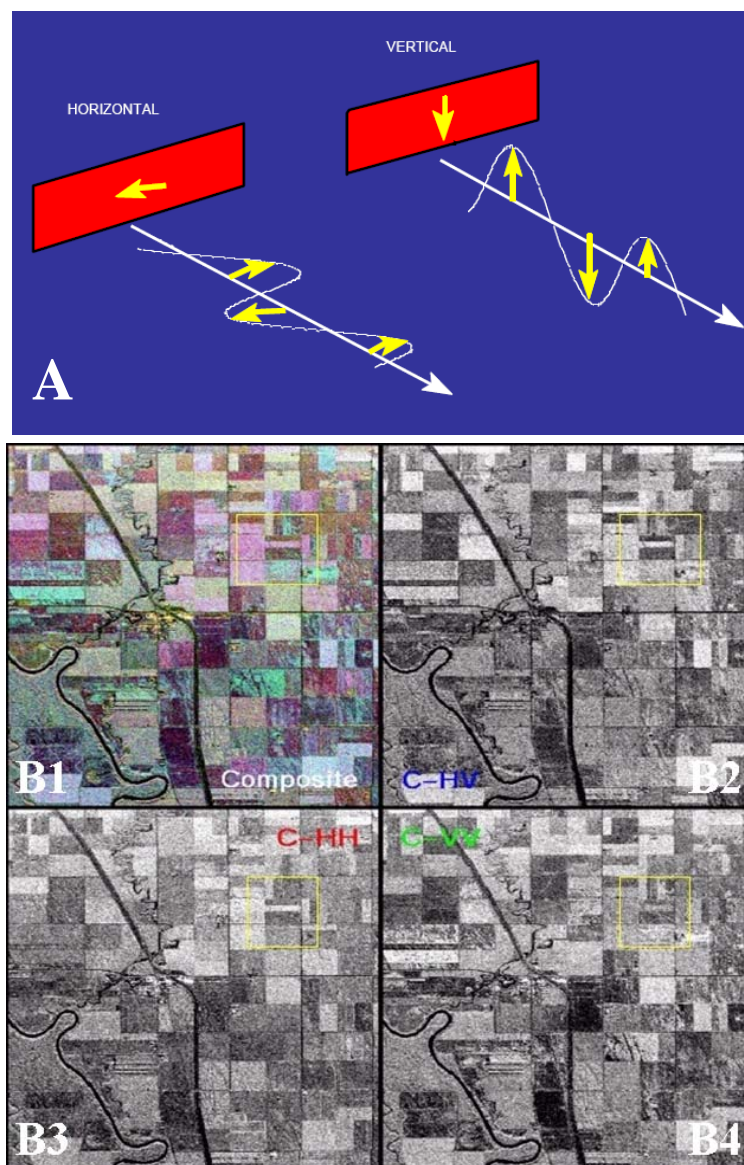 HORIZONTAL
VERTICAL
A
B1
Composite
C-HV
B2
C-HH
B3
C-VV
B4